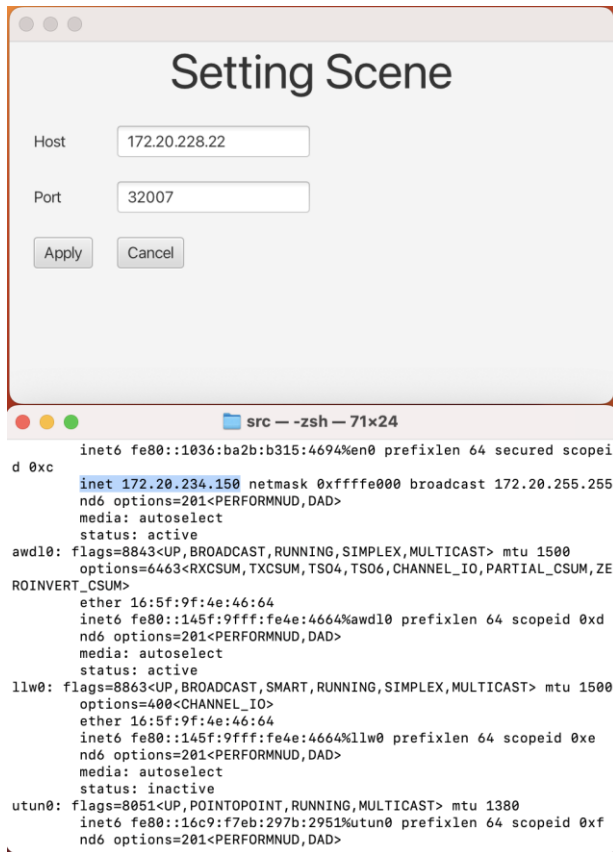 Setting Scene
Host 172.20.228.22
Port 32007
Apply Cancel
src — -zsh — 71×24
inet6 fe80::1036:ba2b:b315:4694%en0 prefixlen 64 secured scopei
d 0xc
inet 172.20.234.150 netmask 0xffffe000 broadcast 172.20.255.255
nd6 options=201<PERFORMNUD,DAD>
media: autoselect
status: active
awdl0: flags=8843<UP,BROADCAST,RUNNING,SIMPLEX,MULTICAST> mtu 1500
options=6463<RXCSUM,TXCSUM,TSO4,TSO6,CHANNEL_IO,PARTIAL_CSUM,ZE
ROINVERT_CSUM>
ether 16:5f:9f:4e:46:64
inet6 fe80::145f:9fff:fe4e:4664%awdl0 prefixlen 64 scopeid 0xd
nd6 options=201<PERFORMNUD,DAD>
media: autoselect
status: active
llw0: flags=8863<UP,BROADCAST,SMART,RUNNING,SIMPLEX,MULTICAST> mtu 1500
options=400<CHANNEL_IO>
ether 16:5f:9f:4e:46:64
inet6 fe80::145f:9fff:fe4e:4664%llw0 prefixlen 64 scopeid 0xe
nd6 options=201<PERFORMNUD,DAD>
media: autoselect
status: inactive
utun0: flags=8051<UP,POINTOPOINT,RUNNING,MULTICAST> mtu 1380
inet6 fe80::16c9:f7eb:297b:2951%utun0 prefixlen 64 scopeid 0xf
nd6 options=201<PERFORMNUD,DAD>